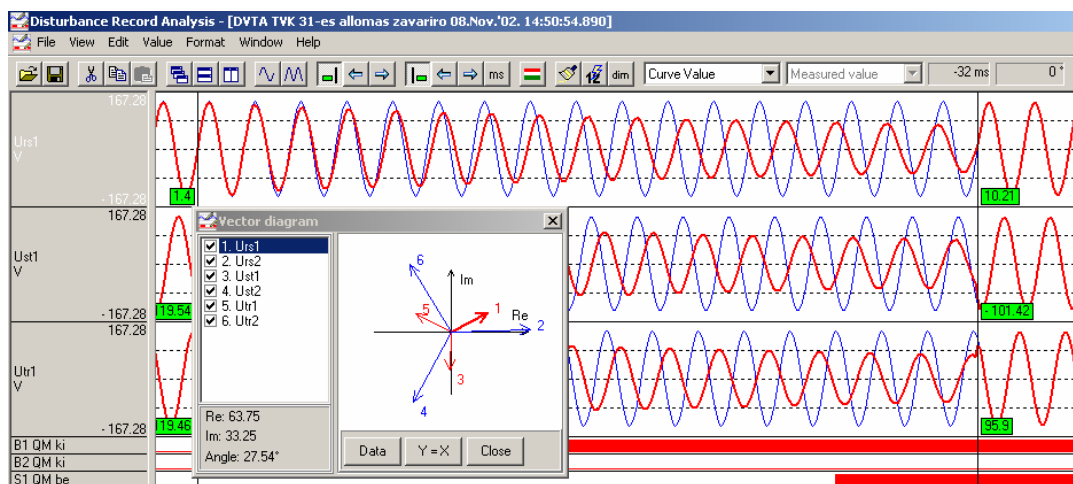 Disturbance Record Analysis - [DVTA TVK 31-es allomas zavariro 08.Nov.'02. 14:50:54.890]
File View Edit Value Format Window Help
ms dim Curve Value Measured value -32 ms 0 °
167.28
Urs1
V
- 167.28
1.4
10.21
167.28
Ust1
V
- 167.28
119.54
- 101.42
167.28
Utr1
V
- 167.28
119.46
95.9
B1 QM ki
B2 QM ki
S1 QM be
Vector diagram
1. Urs1
2. Urs2
3. Ust1
4. Ust2
5. Utr1
6. Utr2
Re: 63.75
Im: 33.25
Angle: 27.54°
6
Im
5
1
Re
2
3
4
Data Y = X Close